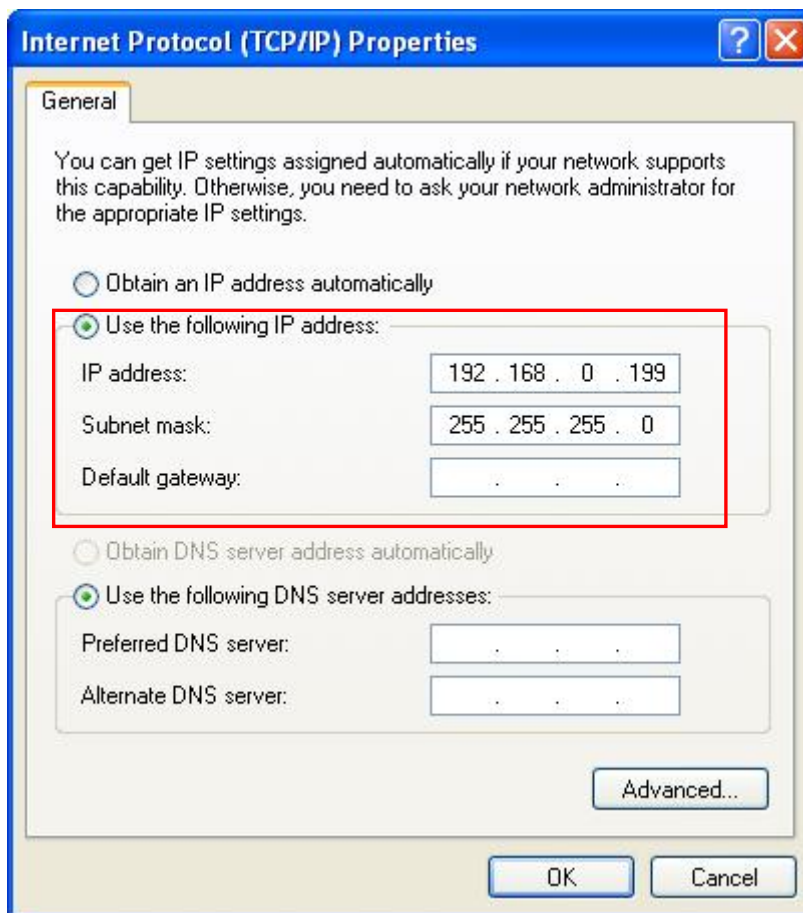 Internet Protocol (TCP/IP) Properties
General
You can get IP settings assigned automatically if your network supports
this capability. Otherwise, you need to ask your network administrator for
the appropriate IP settings.
Obtain an IP address automatically
Use the following IP address:
IP address: 192 . 168 . 0 . 199
Subnet mask: 255 . 255 . 255 . 0
Default gateway: . . .
Obtain DNS server address automatically
Use the following DNS server addresses:
Preferred DNS server: . . .
Alternate DNS server: . . .
Advanced...
OK Cancel